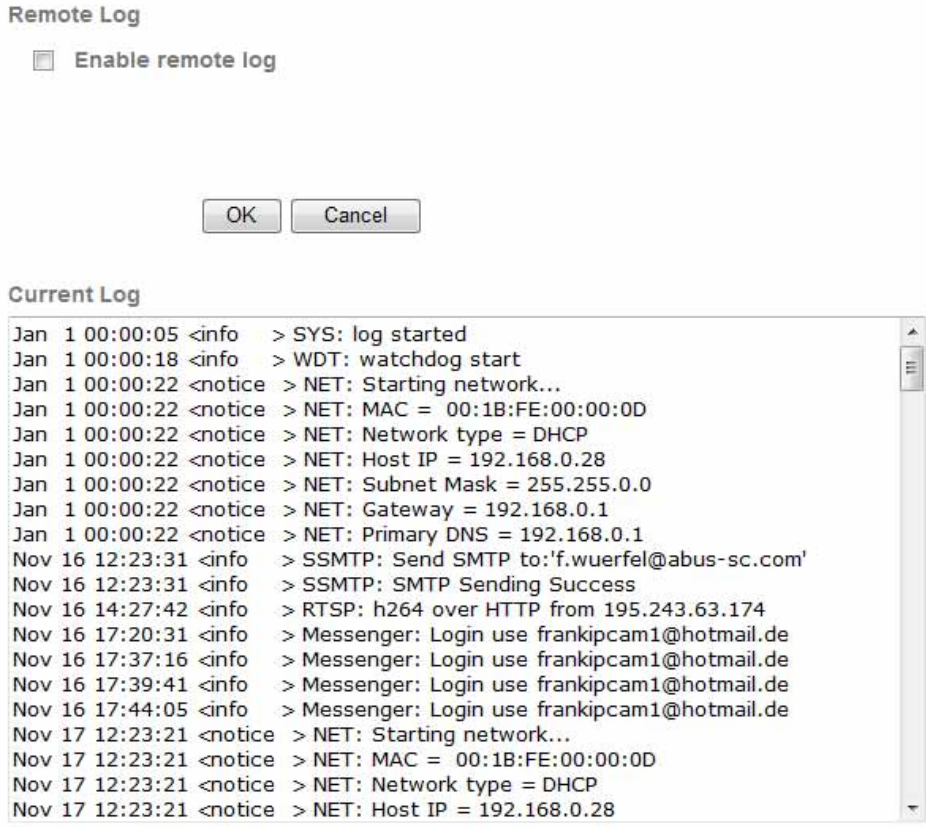 Remote Log
Enable remote log
OK Cancel
Current Log
Jan  1 00:00:05 <info   > SYS: log started
Jan  1 00:00:18 <info   > WDT: watchdog start
Jan  1 00:00:22 <notice  > NET: Starting network...
Jan  1 00:00:22 <notice  > NET: MAC =  00:1B:FE:00:00:0D
Jan  1 00:00:22 <notice  > NET: Network type = DHCP
Jan  1 00:00:22 <notice  > NET: Host IP = 192.168.0.28
Jan  1 00:00:22 <notice  > NET: Subnet Mask = 255.255.0.0
Jan  1 00:00:22 <notice  > NET: Gateway = 192.168.0.1
Jan  1 00:00:22 <notice  > NET: Primary DNS = 192.168.0.1
Nov 16 12:23:31 <info   > SSMTP: Send SMTP to:'f.wuerfel@abus-sc.com'
Nov 16 12:23:31 <info   > SSMTP: SMTP Sending Success
Nov 16 14:27:42 <info   > RTSP: h264 over HTTP from 195.243.63.174
Nov 16 17:20:31 <info   > Messenger: Login use frankipcam1@hotmail.de
Nov 16 17:37:16 <info   > Messenger: Login use frankipcam1@hotmail.de
Nov 16 17:39:41 <info   > Messenger: Login use frankipcam1@hotmail.de
Nov 16 17:44:05 <info   > Messenger: Login use frankipcam1@hotmail.de
Nov 17 12:23:21 <notice  > NET: Starting network...
Nov 17 12:23:21 <notice  > NET: MAC =  00:1B:FE:00:00:0D
Nov 17 12:23:21 <notice  > NET: Network type = DHCP
Nov 17 12:23:21 <notice  > NET: Host IP = 192.168.0.28